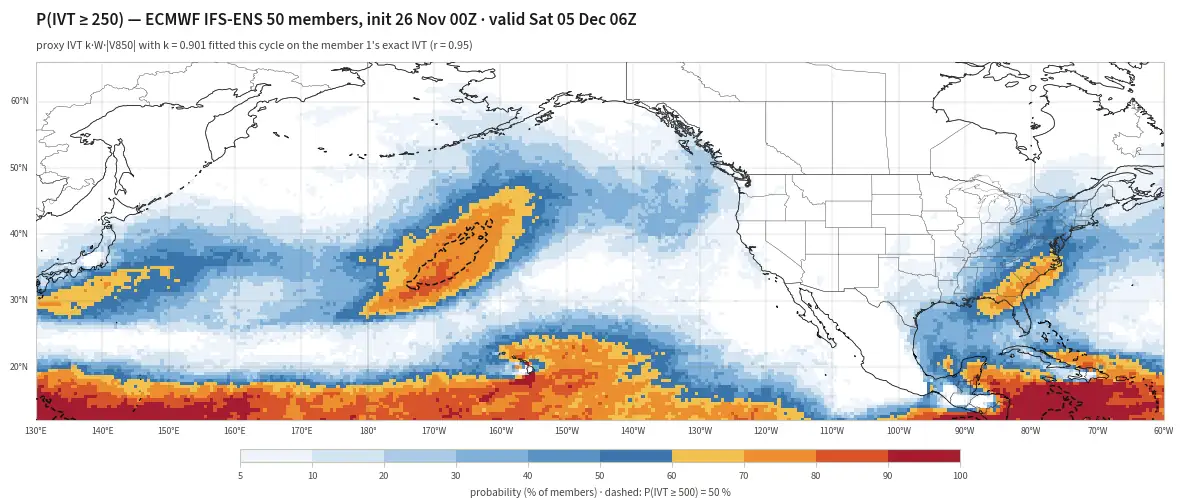 P(IVT ≥ 250) — ECMWF IFS-ENS 50 members, init 26 Nov 00Z · valid Sat 05 Dec 06Z
proxy IVT k·W·|V850| with k = 0.901 fitted this cycle on the member 1's exact IVT (r = 0.95)
60°N
50°N
40°N
30°N
20°N
130°E 140°E 150°E 160°E 170°E 180° 170°W 160°W 150°W 140°W 130°W 120°W 110°W 100°W 90°W 80°W 70°W 60°W
5 10 20 30 40 50 60 70 80 90 100
probability (% of members) · dashed: P(IVT ≥ 500) = 50 %